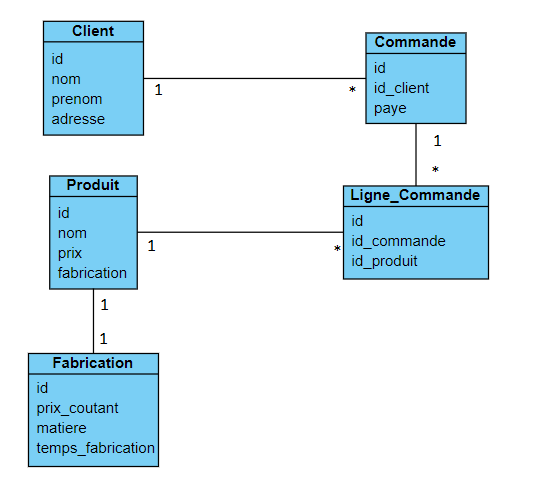 Client
id
nom
prenom
adresse
1
*
Commande
id
id_client
paye
1
*
Produit
id
nom
prix
fabrication
1
*
Ligne_Commande
id
id_commande
id_produit
1
1
Fabrication
id
prix_coutant
matiere
temps_fabrication